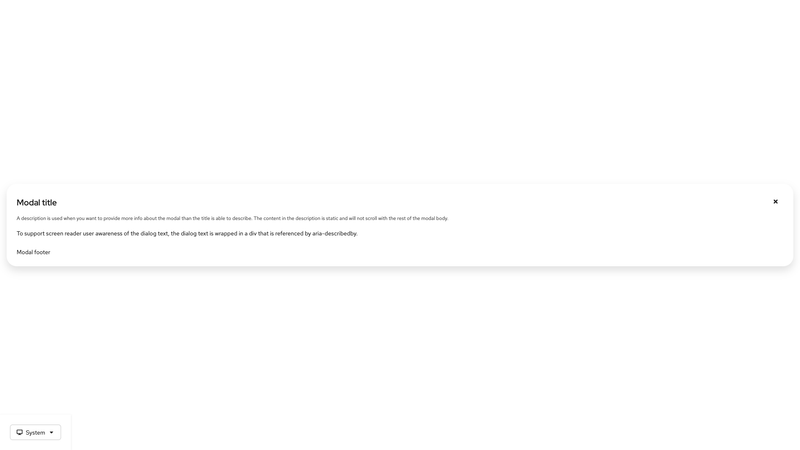 Modal title
A description is used when you want to provide more info about the modal than the title is able to describe. The content in the description is static and will not scroll with the rest of the modal body.
To support screen reader user awareness of the dialog text, the dialog text is wrapped in a div that is referenced by aria-describedby.
Modal footer
System